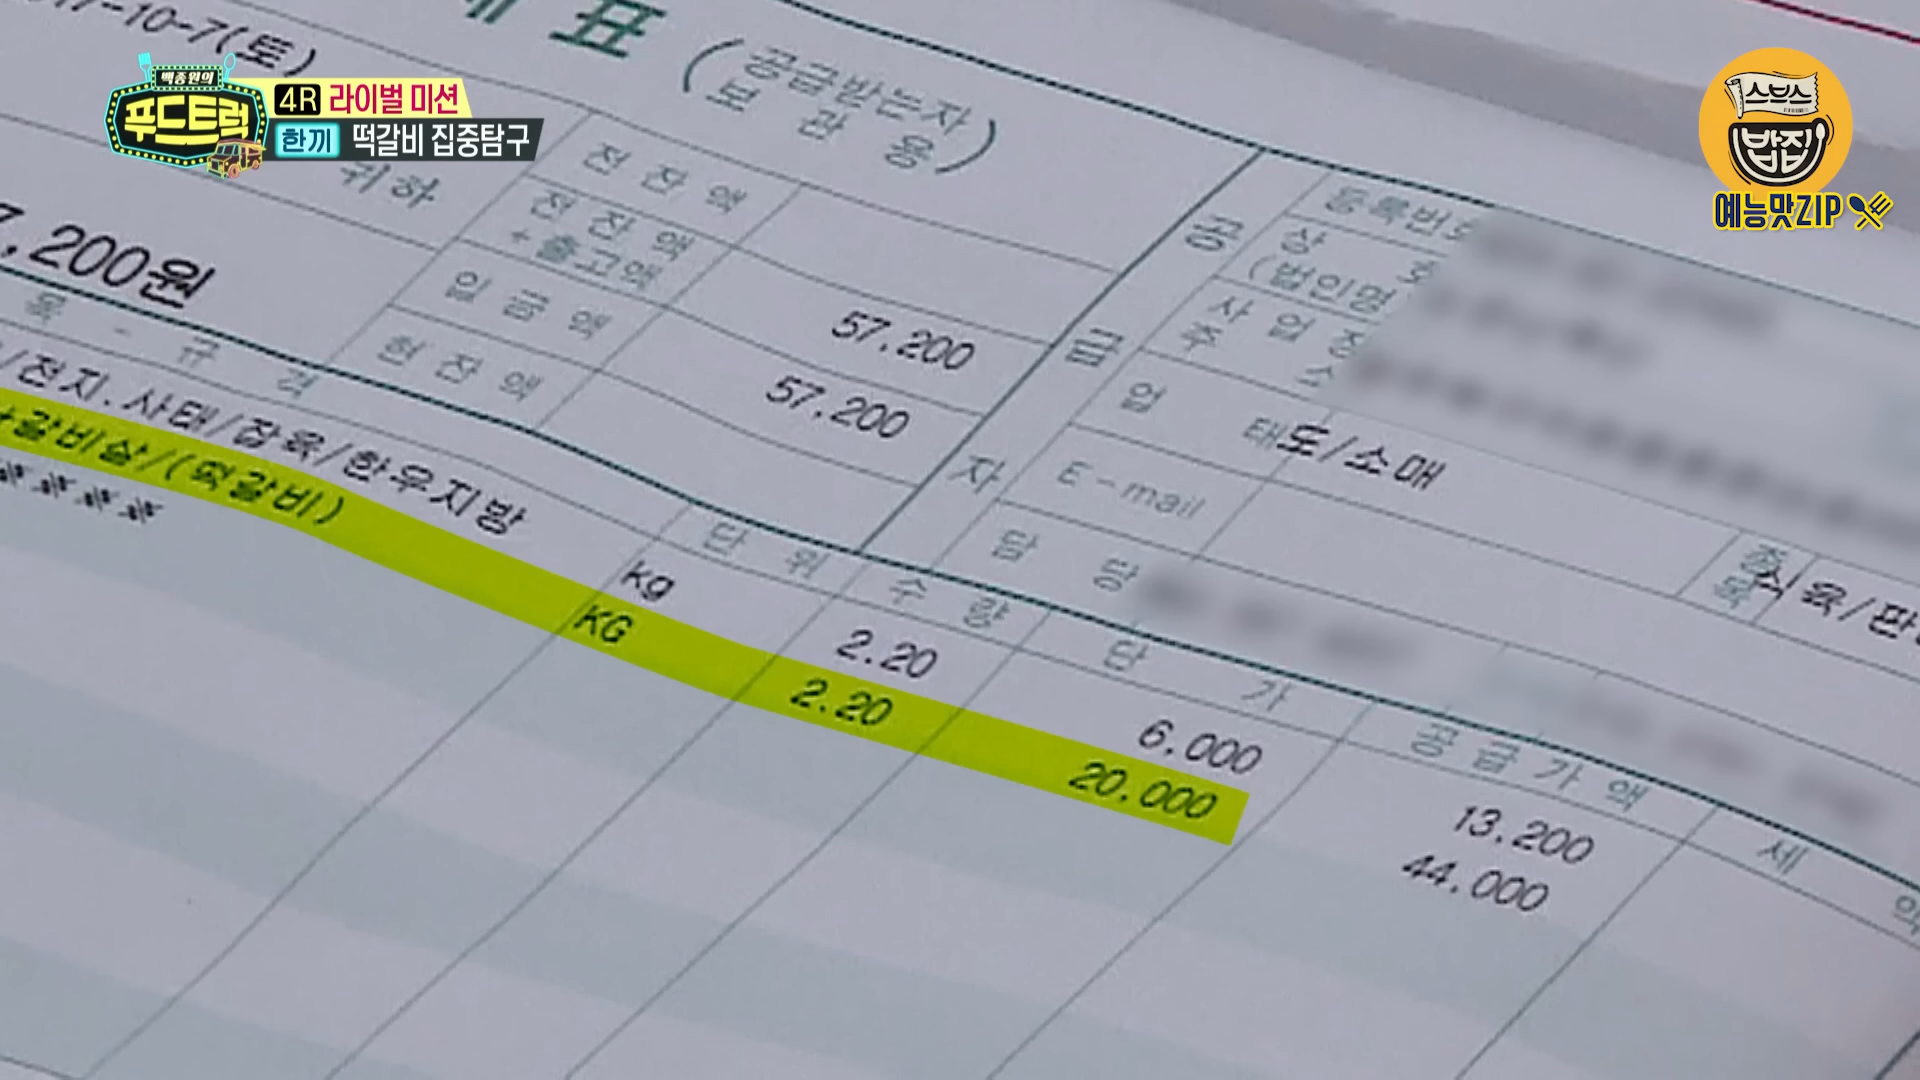 백종원의
푸드트럭
4R 라이벌 미션
한끼 떡갈비 집중탐구
스브스
밥집
예능맛ZIP
-10-7(토)
표 (공급받는자
보 관 용)
귀하
7,200원
전 잔 액
전 잔 액
+출고액
57,200
입 금 액
57,200
현 잔 액
공 급 자
등록번호
상 호
(법인명
사 업 장
주 소
업 태 도/소매
종 목 식육/판
E-mail
담 당
목 - 규 격
단 위
수 량
단 가
공 급 가 액
세 액
/전지.사태/잡육/한우지방
kg
2.20
6,000
13,200
+갈비살/(떡갈비)
KG
2.20
20,000
44,000
****